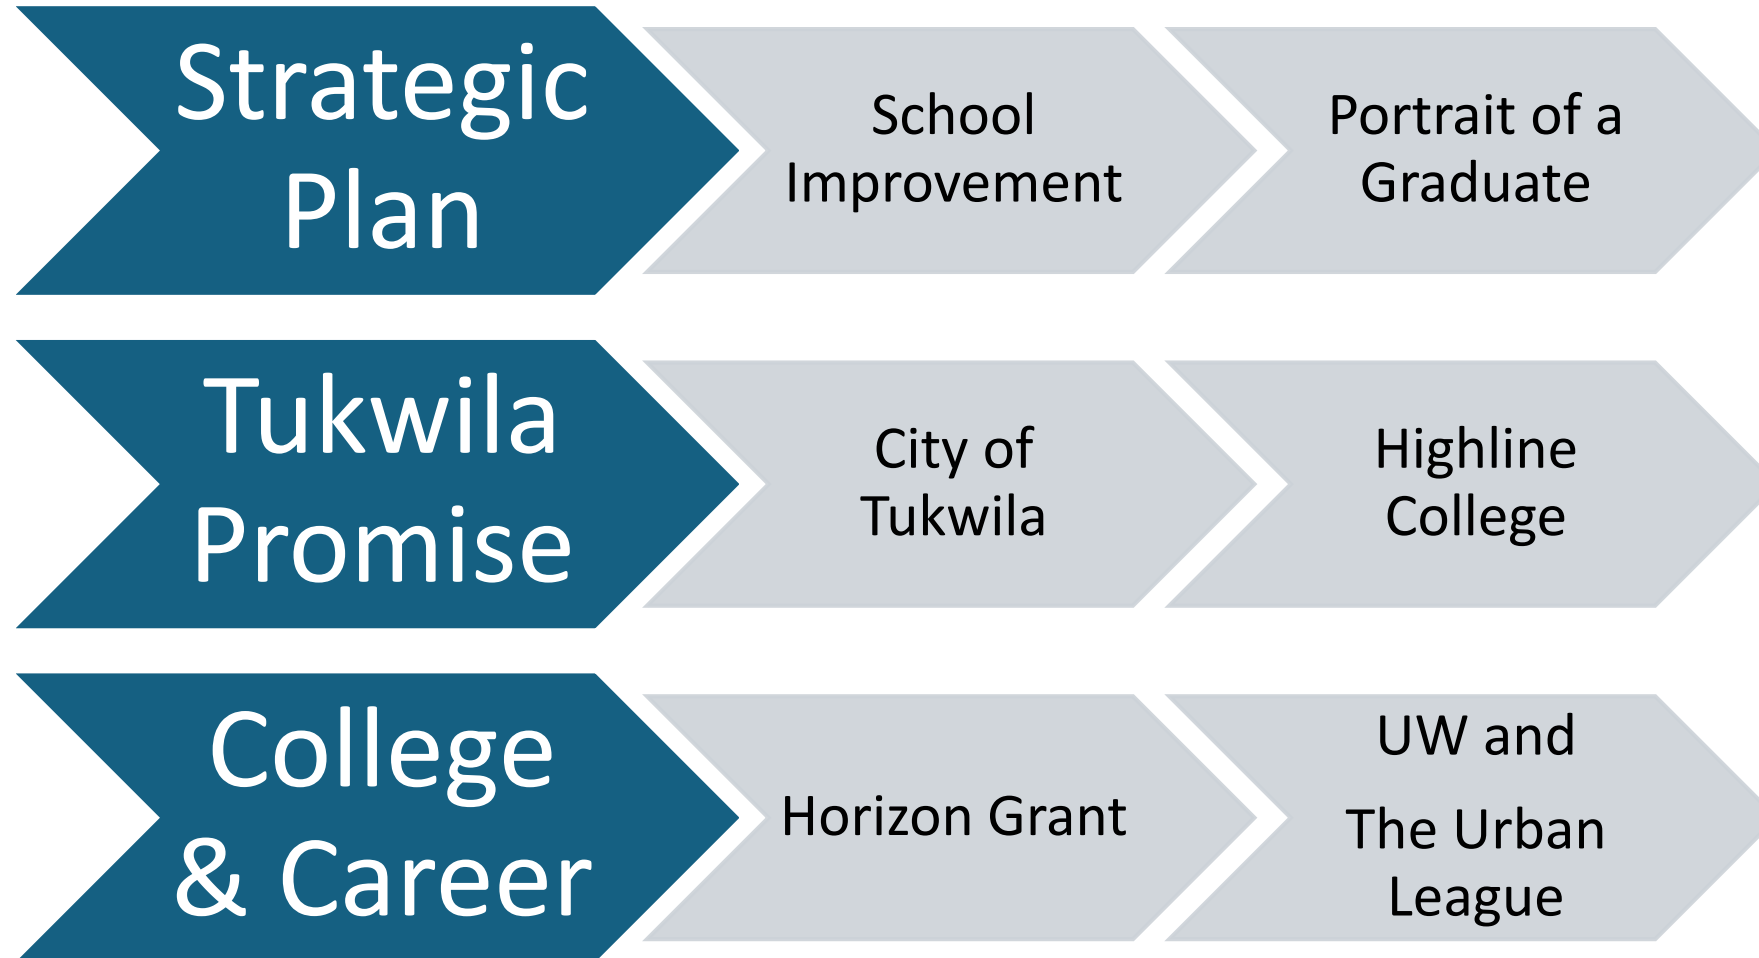 Strategic
Plan
School
Improvement
Portrait of a
Graduate
Tukwila
Promise
City of
Tukwila
Highline
College
College
& Career
Horizon Grant
UW and
The Urban
League